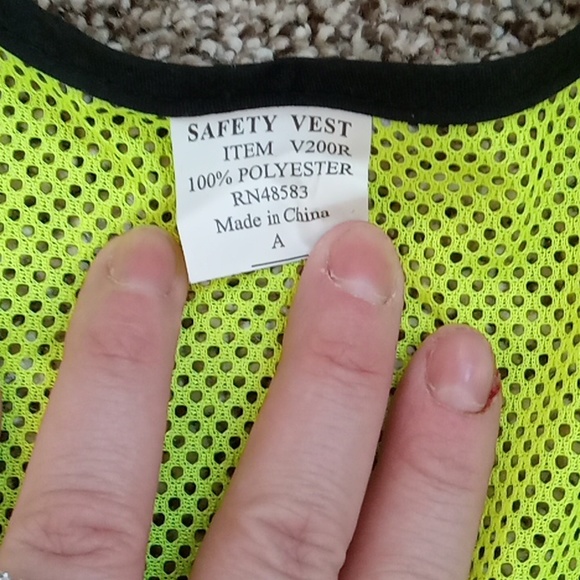 SAFETY VEST
ITEM V200R
100% POLYESTER
RN48583
Made in China
A